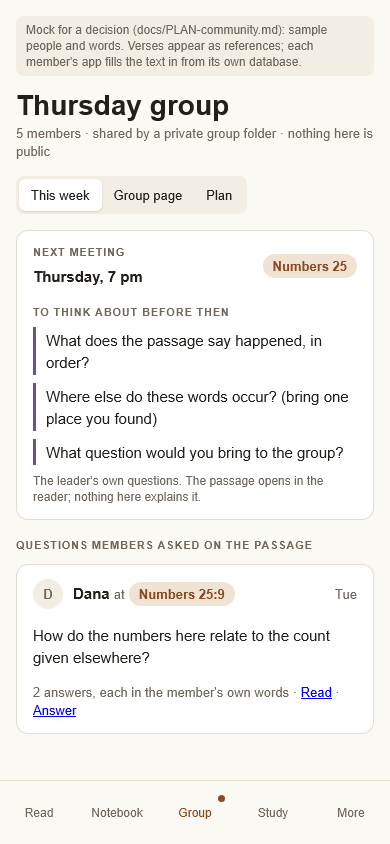 Mock for a decision (docs/PLAN-community.md): sample
people and words. Verses appear as references; each
member's app fills the text in from its own database.
Thursday group
5 members · shared by a private group folder · nothing here is
public
This week Group page Plan
NEXT MEETING
Thursday, 7 pm
Numbers 25
TO THINK ABOUT BEFORE THEN
What does the passage say happened, in
order?
Where else do these words occur? (bring one
place you found)
What question would you bring to the group?
The leader's own questions. The passage opens in the
reader; nothing here explains it.
QUESTIONS MEMBERS ASKED ON THE PASSAGE
D Dana at Numbers 25:9 Tue
How do the numbers here relate to the count
given elsewhere?
2 answers, each in the member's own words · Read ·
Answer
Read Notebook Group Study More